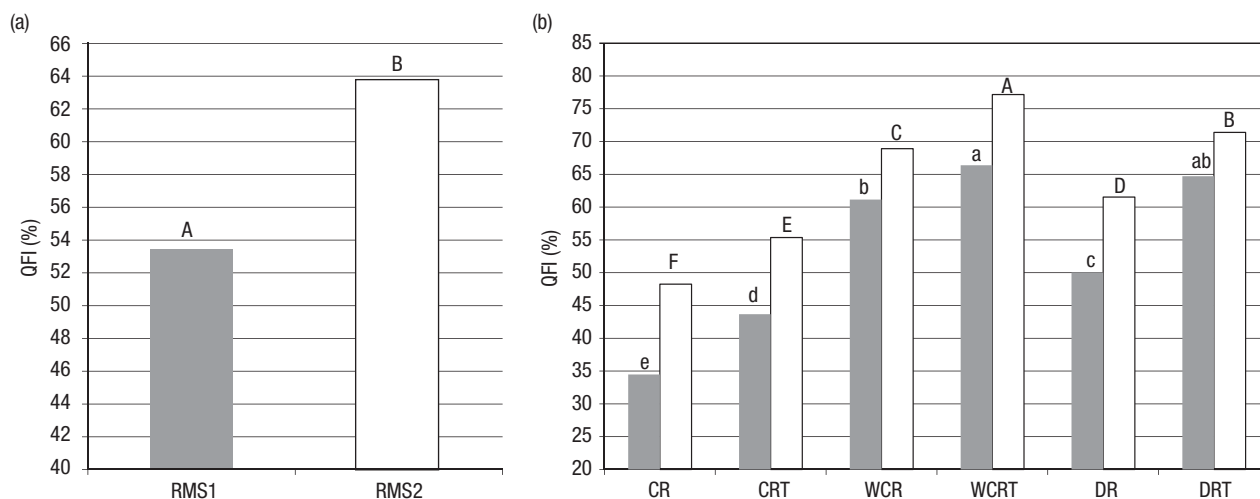 (a)
66
64
62
60
58
56
54
52
50
48
46
44
42
40
QFI (%)
A
B
RMS1
RMS2
(b)
85
80
75
70
65
60
55
50
45
40
35
30
25
20
QFI (%)
e
F
d
E
b
C
a
A
c
D
ab
B
CR
CRT
WCR
WCRT
DR
DRT